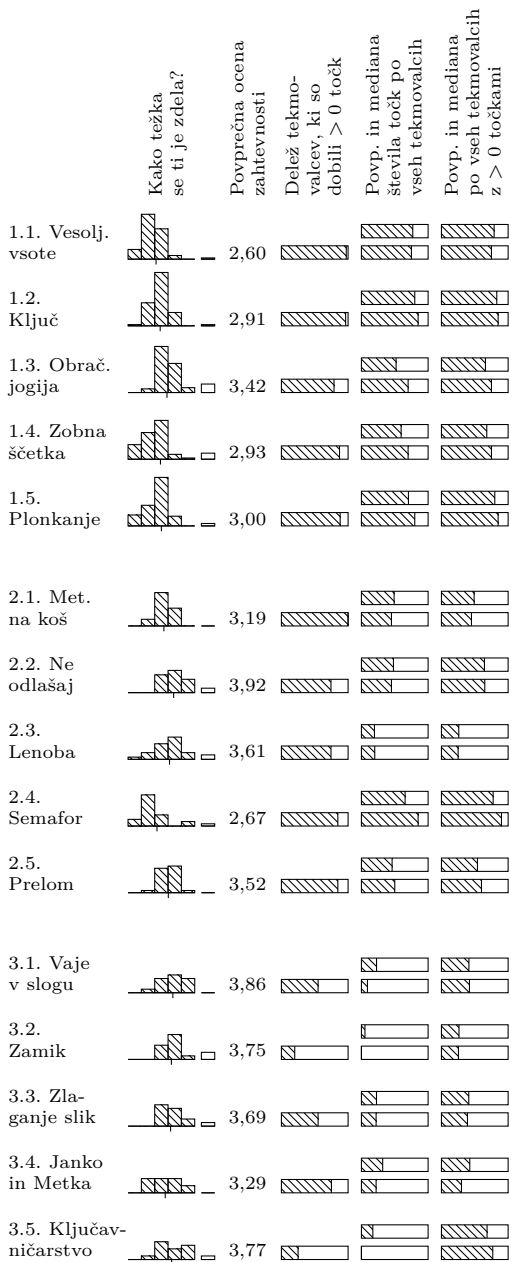 Kako težka
se ti je zdela?
Povprečna ocena
zahtevnosti
Delež tekmo-
valcev, ki so
dobili > 0 točk
Povp. in mediana
števila točk po
vseh tekmovalcih
Povp. in mediana
po vseh tekmovalcih
z > 0 točkami
1.1. Vesolj.
vsote 2,60
1.2.
Ključ 2,91
1.3. Obrač.
jogija 3,42
1.4. Zobna
ščetka 2,93
1.5.
Plonkanje 3,00
2.1. Met.
na koš 3,19
2.2. Ne
odlašaj 3,92
2.3.
Lenoba 3,61
2.4.
Semafor 2,67
2.5.
Prelom 3,52
3.1. Vaje
v slogu 3,86
3.2.
Zamik 3,75
3.3. Zla-
ganje slik 3,69
3.4. Janko
in Metka 3,29
3.5. Ključav-
ničarstvo 3,77